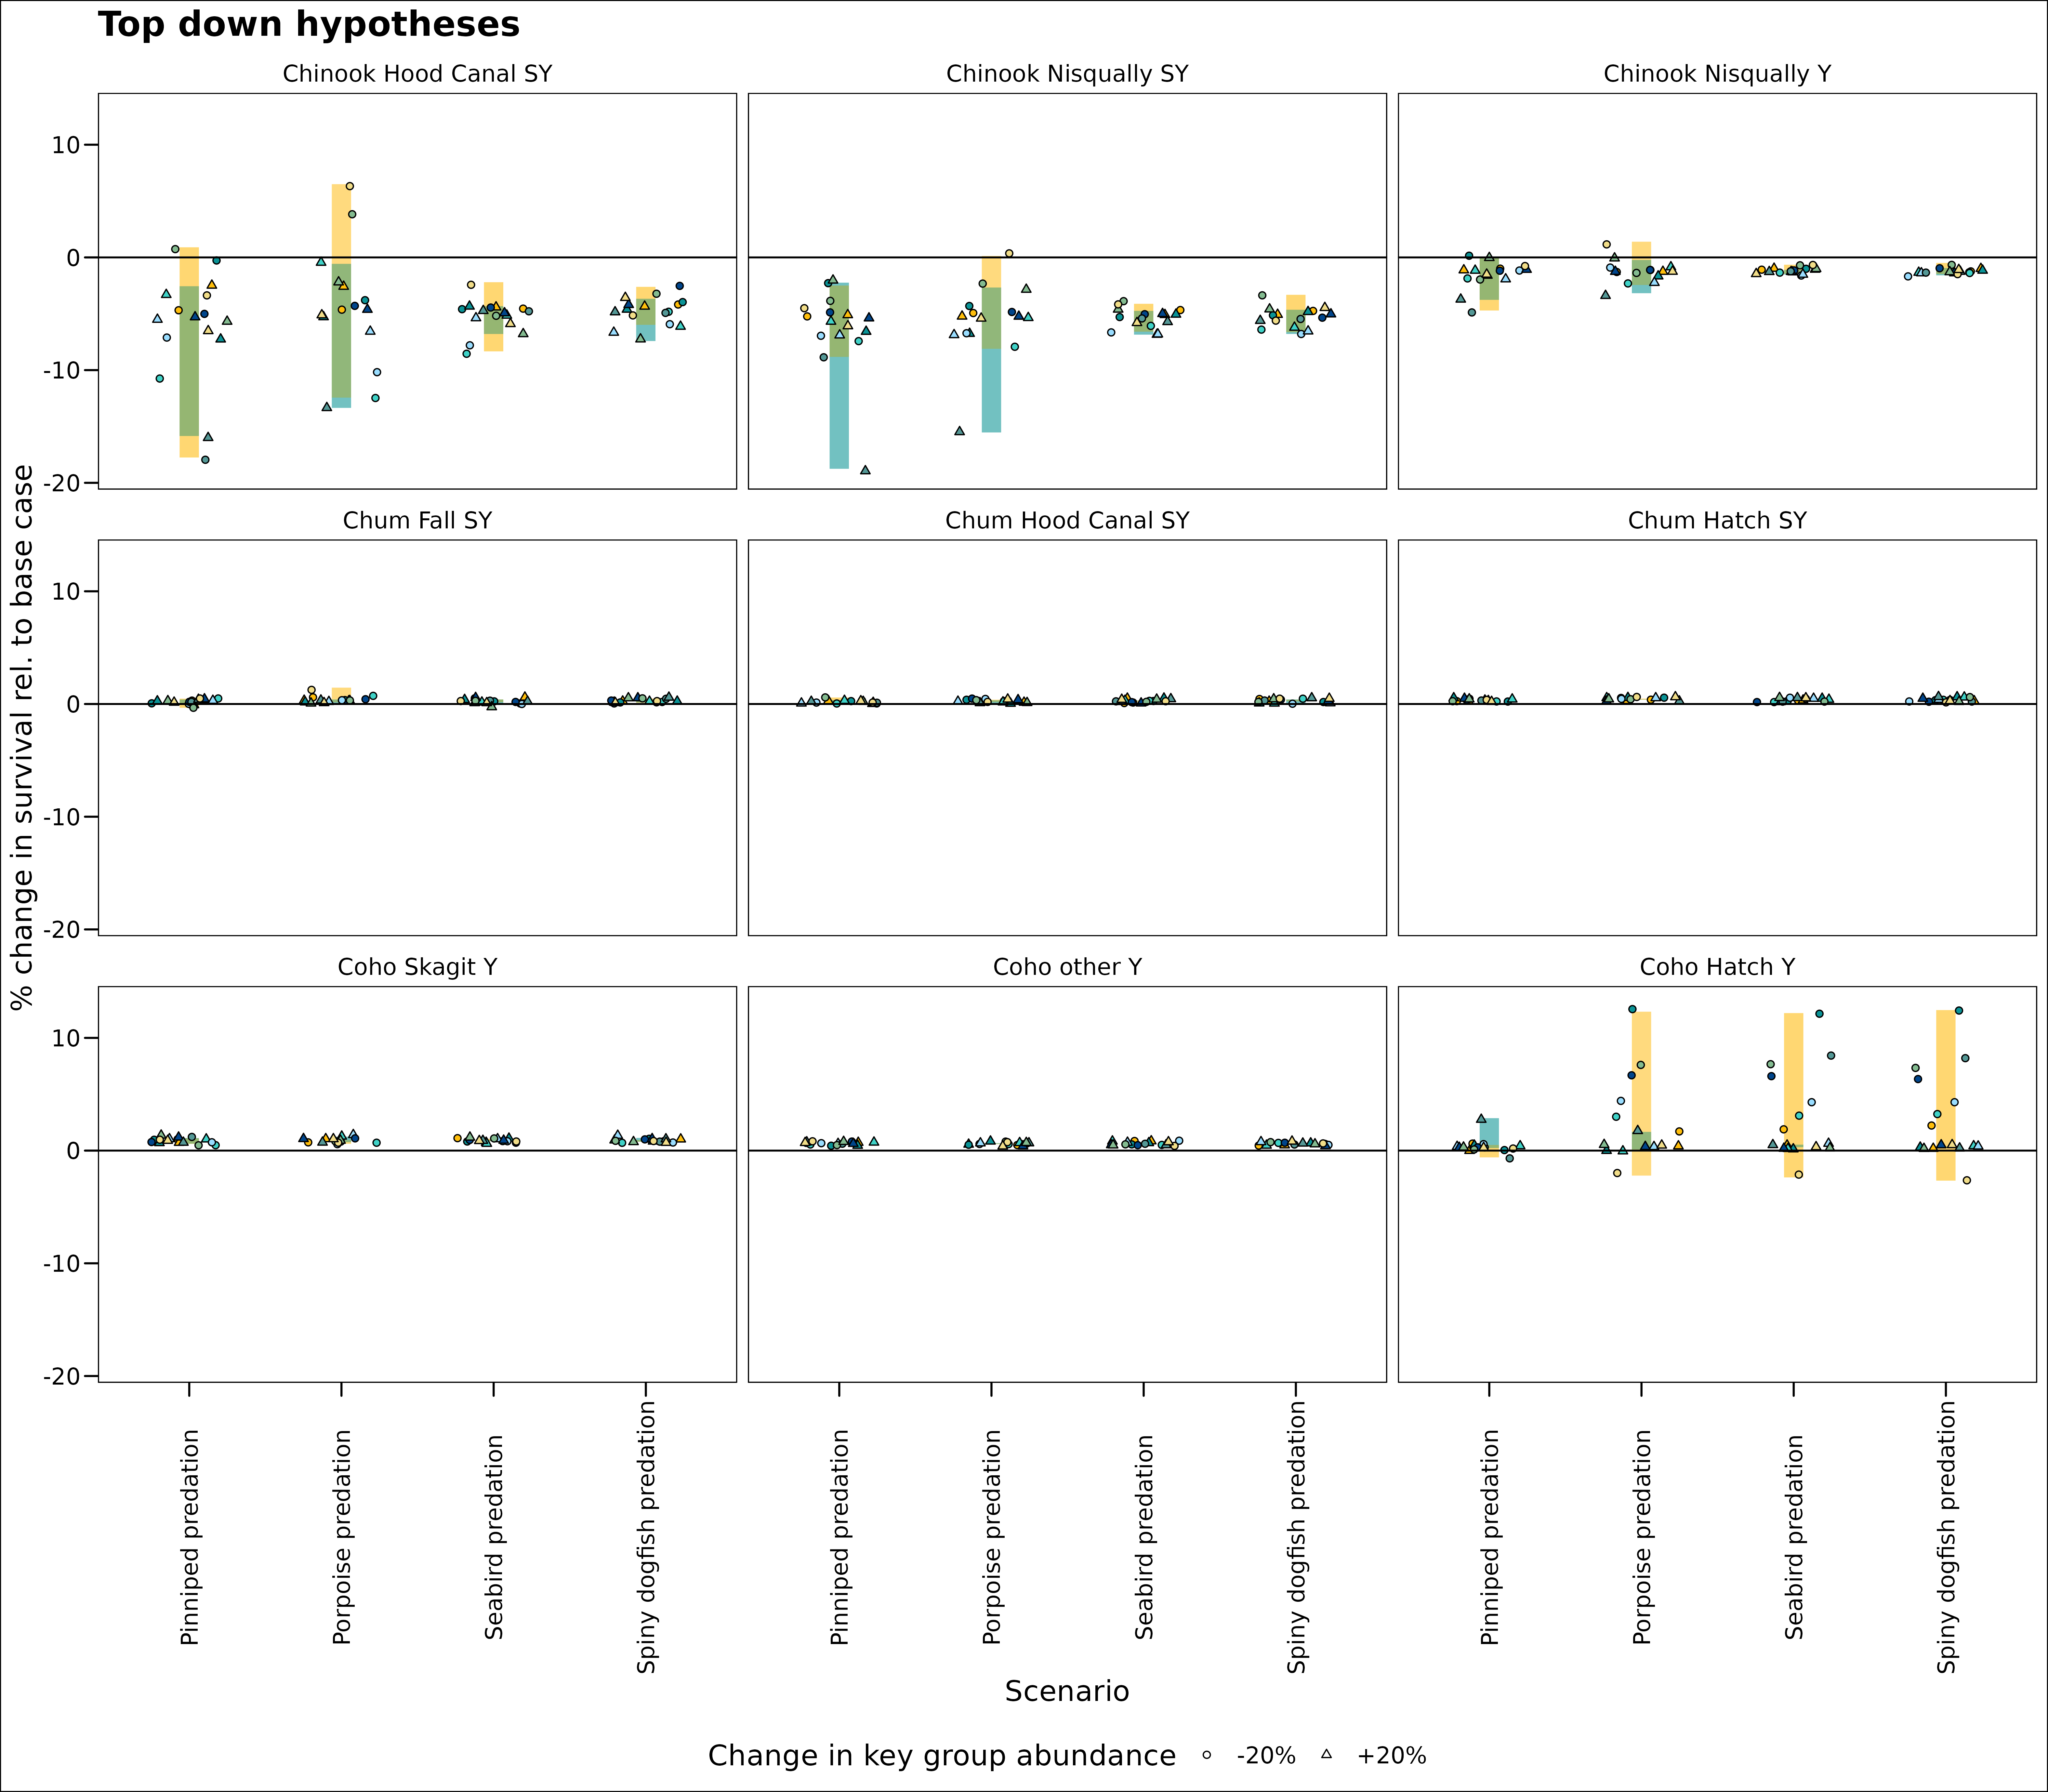 Top down hypotheses
Chinook Hood Canal SY
Chinook Nisqually SY
Chinook Nisqually Y
10
0
-10
-20
Chum Fall SY
Chum Hood Canal SY
Chum Hatch SY
10
0
-10
-20
% change in survival rel. to base case
Coho Skagit Y
Coho other Y
Coho Hatch Y
10
0
-10
-20
Pinniped predation
Porpoise predation
Seabird predation
Spiny dogfish predation
Pinniped predation
Porpoise predation
Seabird predation
Spiny dogfish predation
Pinniped predation
Porpoise predation
Seabird predation
Spiny dogfish predation
Scenario
Change in key group abundance -20% +20%